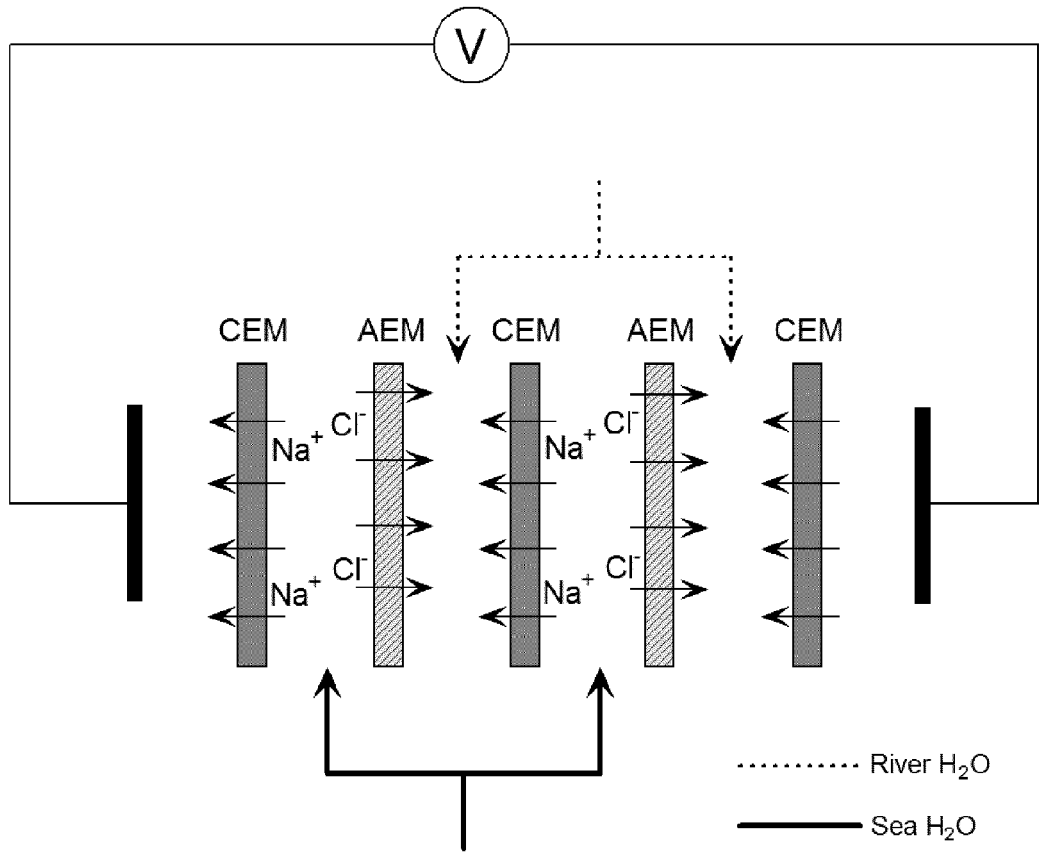 V
CEM AEM CEM AEM CEM
Cl⁻ Cl⁻
Na⁺ Na⁺
Cl⁻ Cl⁻
Na⁺ Na⁺
River H₂O
Sea H₂O